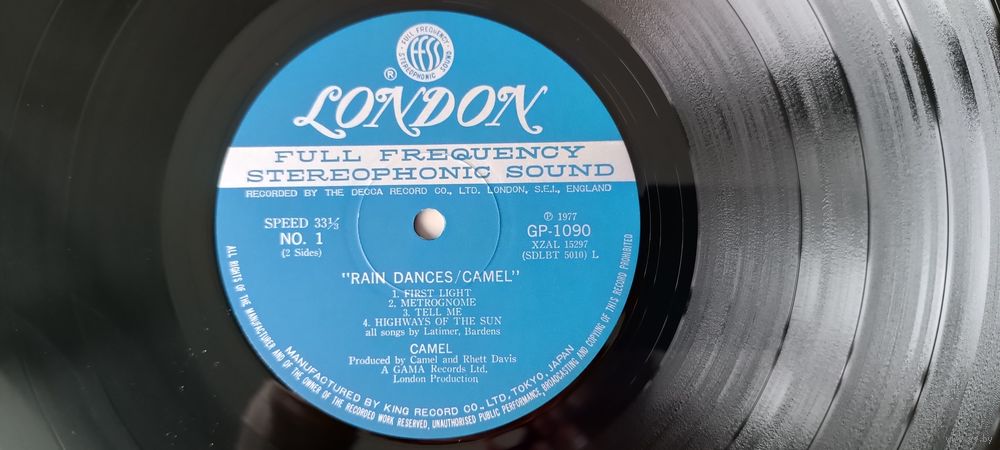 FULL FREQUENCY
ffss
STEREOPHONIC SOUND
®
LONDON
FULL FREQUENCY
STEREOPHONIC SOUND
RECORDED BY THE DECCA RECORD CO., LTD. LONDON, S.E.I., ENGLAND
SPEED 33⅓
NO. 1
(2 Sides)
Ⓟ 1977
GP-1090
XZAL 15297
(SDLBT 5010) L
"RAIN DANCES/CAMEL"
1. FIRST LIGHT
2. METROGNOME
3. TELL ME
4. HIGHWAYS OF THE SUN
all songs by Latimer, Bardens
CAMEL
Produced by Camel and Rhett Davis
A GAMA Records Ltd,
London Production
MANUFACTURED BY KING RECORD CO., LTD, TOKYO, JAPAN
ALL RIGHTS OF THE MANUFACTURER AND OF THE OWNER OF THE RECORDED WORK RESERVED, UNAUTHORISED PUBLIC PERFORMANCE, BROADCASTING AND COPYING OF THIS RECORD PROHIBITED